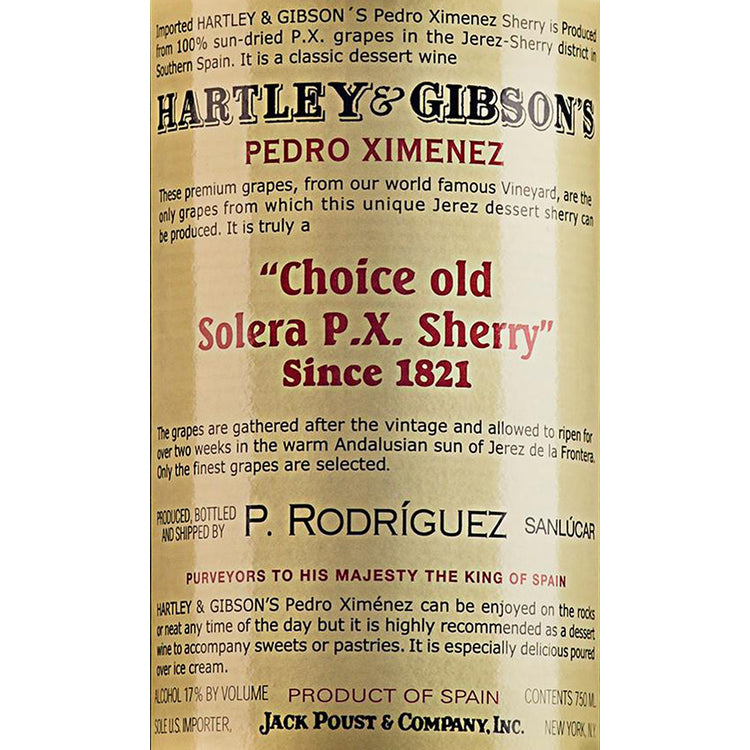 Imported HARTLEY & GIBSON´S Pedro Ximenez Sherry is Produced
from 100% sun-dried P.X. grapes in the Jerez-Sherry district in
Southern Spain. It is a classic dessert wine
HARTLEY & GIBSON'S
PEDRO XIMENEZ
These premium grapes, from our world famous Vineyard, are the
only grapes from which this unique Jerez dessert sherry can
be produced. It is truly a
“Choice old
Solera P.X. Sherry”
Since 1821
The grapes are gathered after the vintage and allowed to ripen for
over two weeks in the warm Andalusian sun of Jerez de la Frontera.
Only the finest grapes are selected.
PRODUCED, BOTTLED
AND SHIPPED BY
P. RODRÍGUEZ SANLÚCAR
PURVEYORS TO HIS MAJESTY THE KING OF SPAIN
HARTLEY & GIBSON'S Pedro Ximénez can be enjoyed on the rocks
or neat any time of the day but it is highly recommended as a dessert
wine to accompany sweets or pastries. It is especially delicious poured
over ice cream.
ALCOHOL 17% BY VOLUME PRODUCT OF SPAIN CONTENTS 750 ML
SOLE U.S. IMPORTER, JACK POUST & COMPANY, INC. NEW YORK, N.Y.